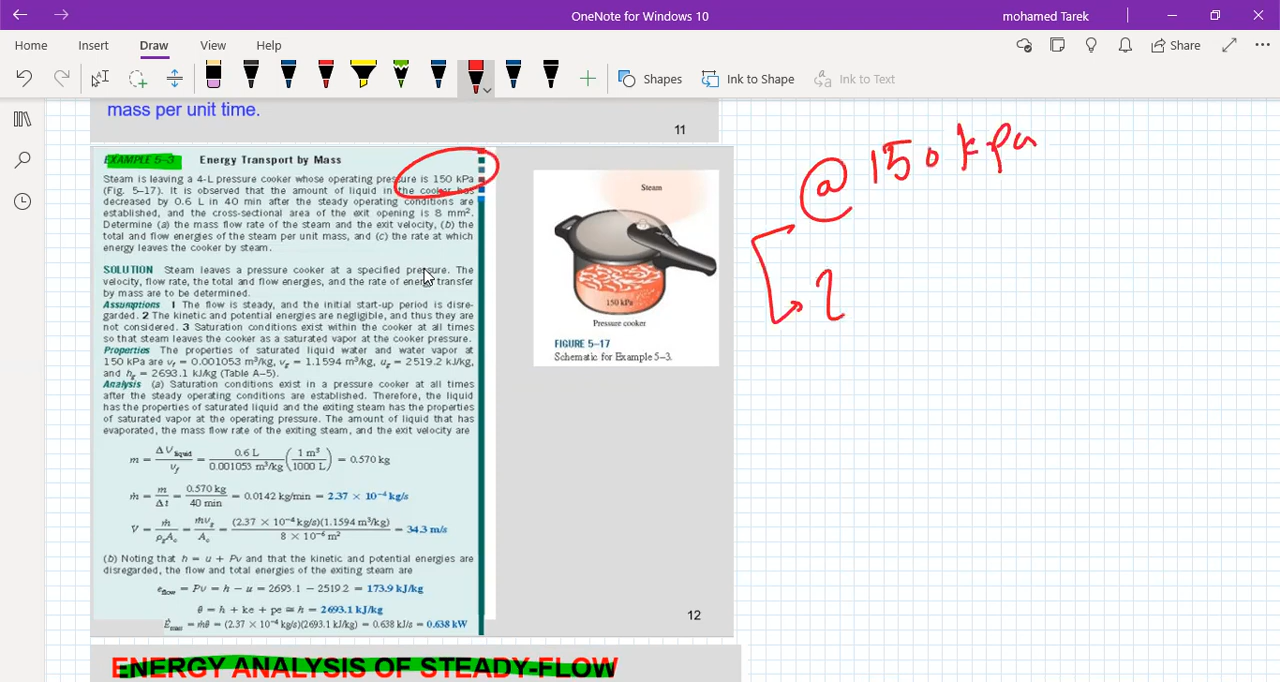 OneNote for Windows 10
mohamed Tarek
Home Insert Draw View Help
Share
Shapes
Ink to Shape
Ink to Text
mass per unit time.
11
EXAMPLE 5–3 Energy Transport by Mass
Steam is leaving a 4-L pressure cooker whose operating pressure is 150 kPa
(Fig. 5–17). It is observed that the amount of liquid in the cooker has
decreased by 0.6 L in 40 min after the steady operating conditions are
established, and the cross-sectional area of the exit opening is 8 mm².
Determine (a) the mass flow rate of the steam and the exit velocity, (b) the
total and flow energies of the steam per unit mass, and (c) the rate at which
energy leaves the cooker by steam.
SOLUTION Steam leaves a pressure cooker at a specified pressure. The
velocity, flow rate, the total and flow energies, and the rate of energy transfer
by mass are to be determined.
Assumptions 1 The flow is steady, and the initial start-up period is disre-
garded. 2 The kinetic and potential energies are negligible, and thus they are
not considered. 3 Saturation conditions exist within the cooker at all times
so that steam leaves the cooker as a saturated vapor at the cooker pressure.
Properties The properties of saturated liquid water and water vapor at
150 kPa are vf = 0.001053 m³/kg, vg = 1.1594 m³/kg, ug = 2519.2 kJ/kg,
and hg = 2693.1 kJ/kg (Table A–5).
Analysis (a) Saturation conditions exist in a pressure cooker at all times
after the steady operating conditions are established. Therefore, the liquid
has the properties of saturated liquid and the exiting steam has the properties
of saturated vapor at the operating pressure. The amount of liquid that has
evaporated, the mass flow rate of the exiting steam, and the exit velocity are
m = ΔVliquid / vf = 0.6 L / 0.001053 m³/kg (1 m³ / 1000 L) = 0.570 kg
ṁ = m / Δt = 0.570 kg / 40 min = 0.0142 kg/min = 2.37 × 10⁻⁴ kg/s
V = ṁ / ρgAc = ṁvg / Ac = (2.37 × 10⁻⁴ kg/s)(1.1594 m³/kg) / 8 × 10⁻⁶ m² = 34.3 m/s
(b) Noting that h = u + Pv and that the kinetic and potential energies are
disregarded, the flow and total energies of the exiting steam are
eflow = Pv = h − u = 2693.1 − 2519.2 = 173.9 kJ/kg
θ = h + ke + pe ≅ h = 2693.1 kJ/kg
Ėmass = ṁθ = (2.37 × 10⁻⁴ kg/s)(2693.1 kJ/kg) = 0.638 kJ/s = 0.638 kW
Steam
150 kPa
Pressure cooker
FIGURE 5–17
Schematic for Example 5–3.
12
@ 150 kPa
2
ENERGY ANALYSIS OF STEADY-FLOW